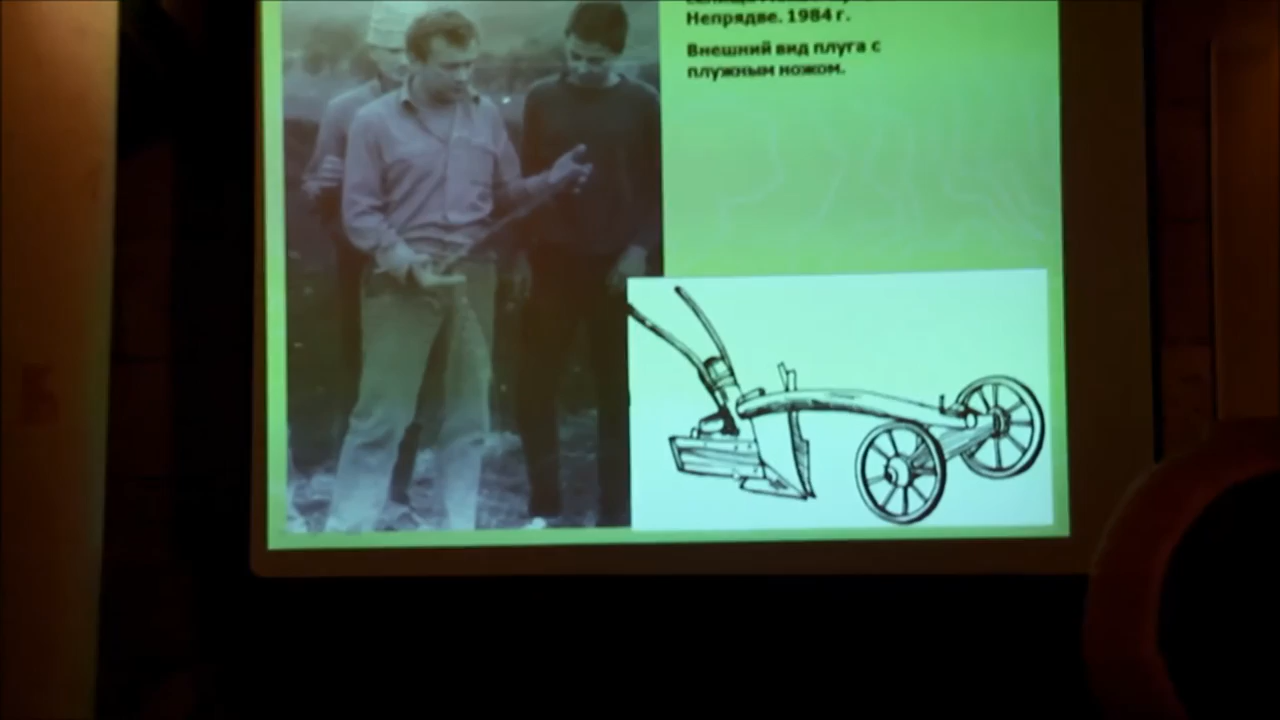 Непрядве. 1984 г.
Внешний вид плуга с
плужным ножом.